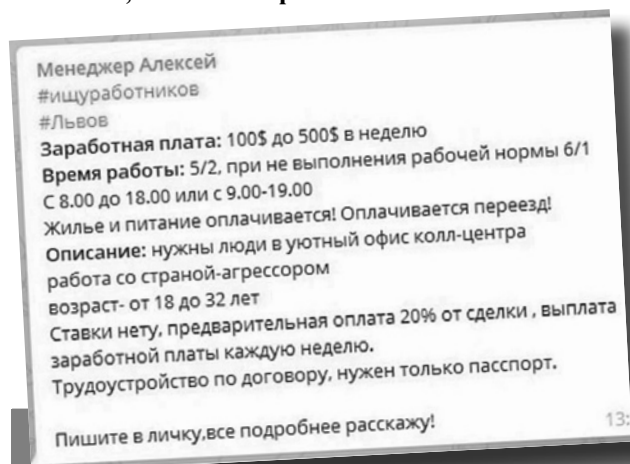 Менеджер Алексей
#ищуработников
#Львов
Заработная плата: 100$ до 500$ в неделю
Время работы: 5/2, при не выполнения рабочей нормы 6/1
С 8.00 до 18.00 или с 9.00-19.00
Жилье и питание оплачивается! Оплачивается переезд!
Описание: нужны люди в уютный офис колл-центра
работа со страной-агрессором
возраст- от 18 до 32 лет
Ставки нету, предварительная оплата 20% от сделки , выплата
заработной платы каждую неделю.
Трудоустройство по договору, нужен только пасспорт.
Пишите в личку,все подробнее расскажу!
13: